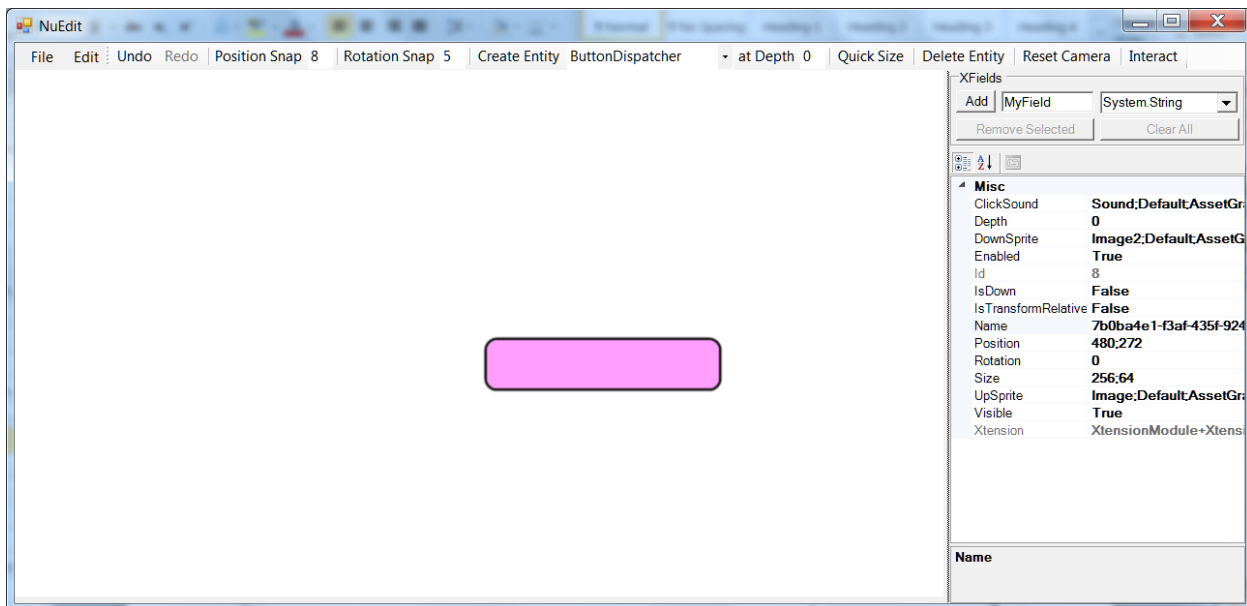 NuEdit
File Edit Undo Redo Position Snap 8 Rotation Snap 5 Create Entity ButtonDispatcher at Depth 0 Quick Size Delete Entity Reset Camera Interact
XFields
Add MyField System.String
Remove Selected Clear All
Misc
ClickSound Sound;Default;AssetGr
Depth 0
DownSprite Image2;Default;AssetG
Enabled True
Id 8
IsDown False
IsTransformRelative False
Name 7b0ba4e1-f3af-435f-924
Position 480;272
Rotation 0
Size 256;64
UpSprite Image;Default;AssetGr
Visible True
Xtension XtensionModule+Xtensi
Name